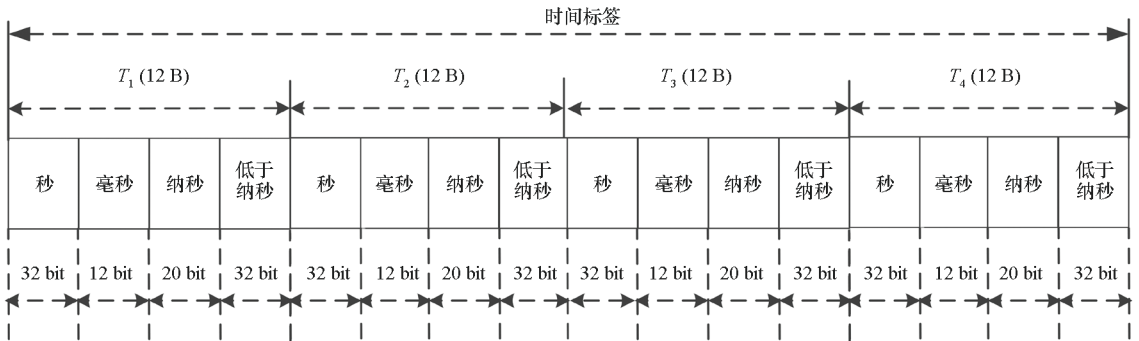 时间标签
T₁ (12 B) T₂ (12 B) T₃ (12 B) T₄ (12 B)
秒 毫秒 纳秒 低于 秒 毫秒 纳秒 低于 秒 毫秒 纳秒 低于 秒 毫秒 纳秒 低于
纳秒 纳秒 纳秒 纳秒
32 bit 12 bit 20 bit 32 bit 32 bit 12 bit 20 bit 32 bit 32 bit 12 bit 20 bit 32 bit 32 bit 12 bit 20 bit 32 bit